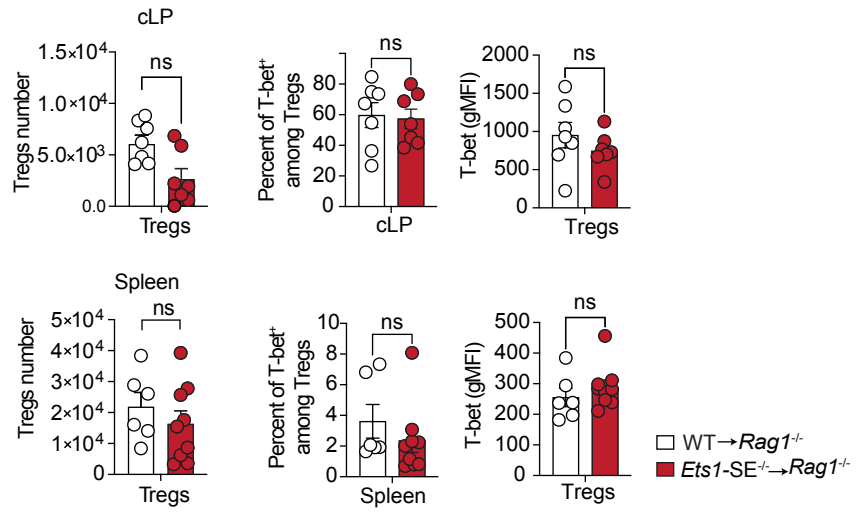 cLP
Tregs number
1.5×10⁴
1.0×10⁴
5.0×10³
0.0
ns
Tregs
Percent of T-bet⁺
among Tregs
100
80
60
40
20
0
ns
cLP
T-bet (gMFI)
2000
1500
1000
500
0
ns
Tregs
Spleen
Tregs number
5×10⁴
4×10⁴
3×10⁴
2×10⁴
1×10⁴
0
ns
Tregs
Percent of T-bet⁺
among Tregs
10
8
6
4
2
0
ns
Spleen
T-bet (gMFI)
500
400
300
200
100
0
ns
Tregs
WT→Rag1⁻/⁻
Ets1-SE⁻/⁻→Rag1⁻/⁻